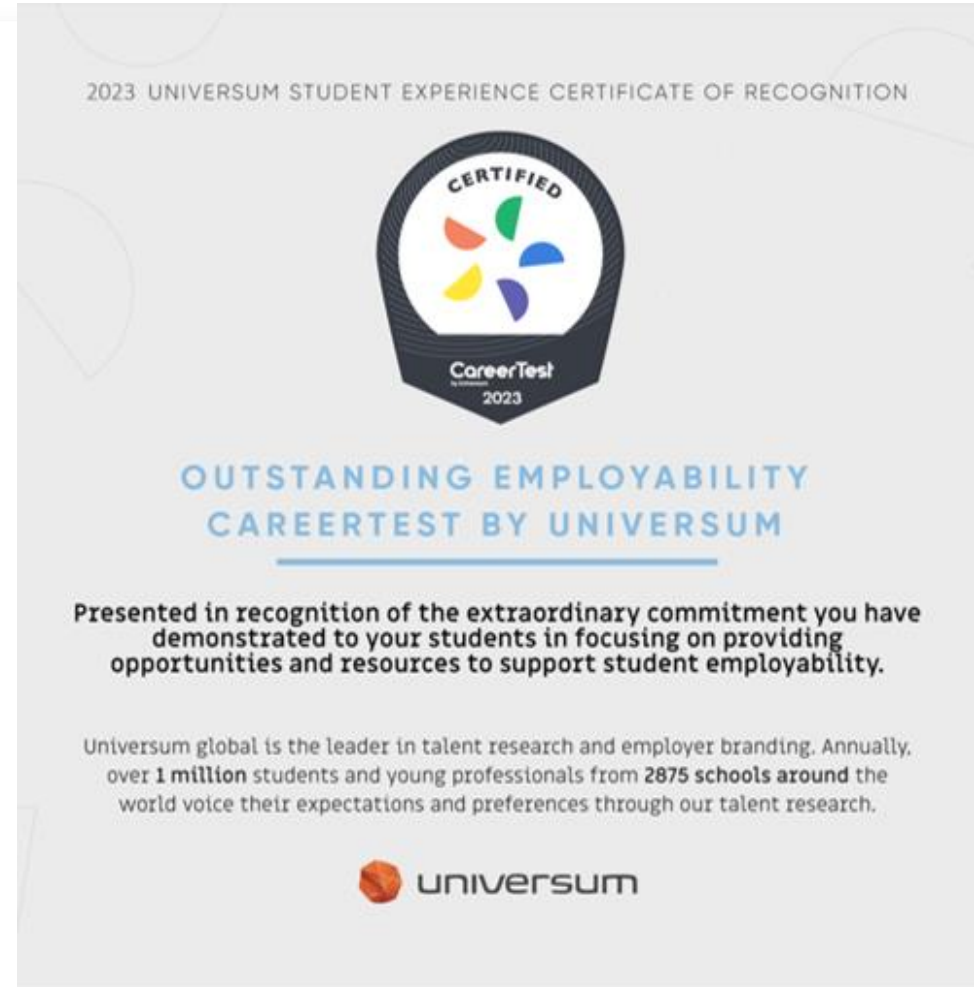 2023 UNIVERSUM STUDENT EXPERIENCE CERTIFICATE OF RECOGNITION
CERTIFIED
CareerTest
by Universum
2023
OUTSTANDING EMPLOYABILITY
CAREERTEST BY UNIVERSUM
Presented in recognition of the extraordinary commitment you have
demonstrated to your students in focusing on providing
opportunities and resources to support student employability.
Universum global is the leader in talent research and employer branding. Annually,
over 1 million students and young professionals from 2875 schools around the
world voice their expectations and preferences through our talent research.
universum